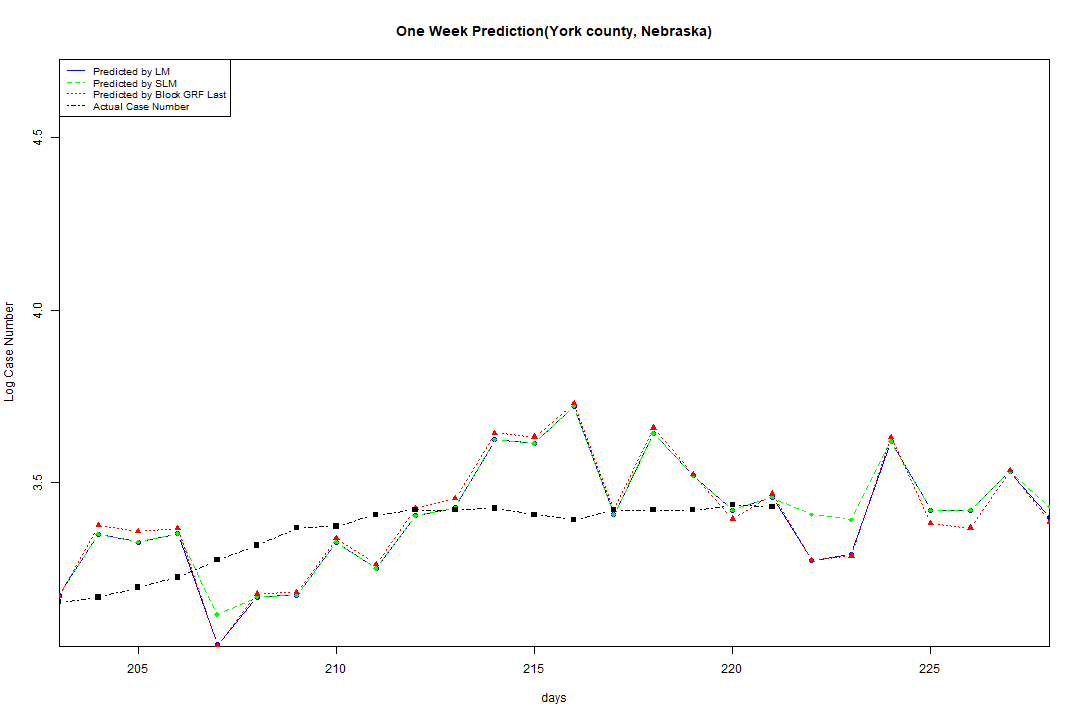 One Week Prediction(York county, Nebraska)
Predicted by LM
Predicted by SLM
Predicted by Block GRF Last
Actual Case Number
4.5
4.0
3.5
Log Case Number
205 210 215 220 225
days